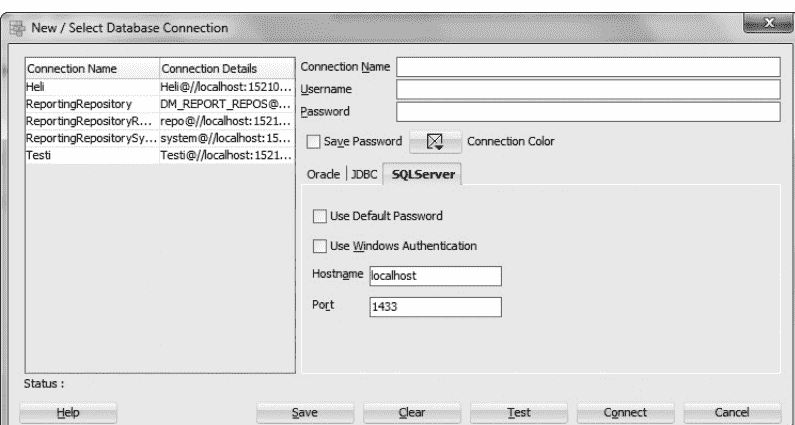 New / Select Database Connection
Connection Name Connection Details
Heli Heli@//localhost:15210...
ReportingRepository DM_REPORT_REPOS@...
ReportingRepositoryR... repo@//localhost:1521...
ReportingRepositorySy... system@//localhost:15...
Testi Testi@//localhost:1521...
Connection Name
Username
Password
Save Password Connection Color
Oracle JDBC SQLServer
Use Default Password
Use Windows Authentication
Hostname localhost
Port 1433
Status :
Help Save Clear Test Connect Cancel